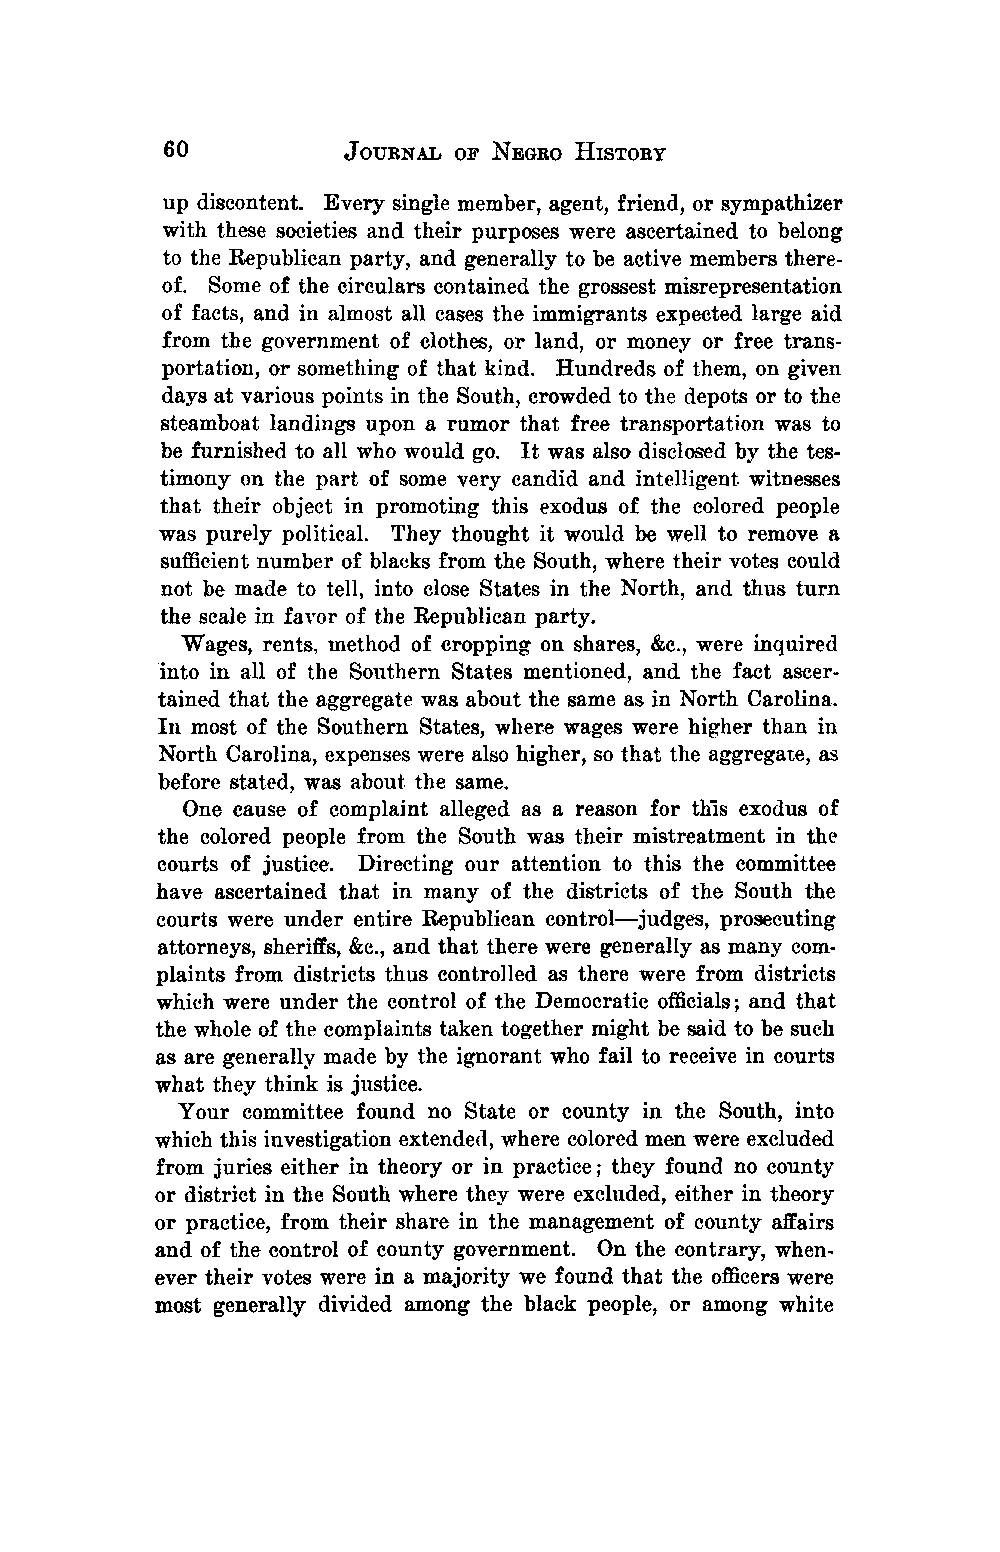 60 JOURNAL OF NEGRO HISTORY
up discontent. Every single member, agent, friend, or sympathizer
with these societies and their purposes were ascertained to belong
to the Republican party, and generally to be active members there-
of. Some of the circulars contained the grossest misrepresentation
of facts, and in almost all cases the immigrants expected large aid
from the government of clothes, or land, or money or free trans-
portation, or something of that kind. Hundreds of them, on given
days at various points in the South, crowded to the depots or to the
steamboat landings upon a rumor that free transportation was to
be furnished to all who would go. It was also disclosed by the tes-
timony on the part of some very candid and intelligent witnesses
that their object in promoting this exodus of the colored people
was purely political. They thought it would be well to remove a
sufficient number of blacks from the South, where their votes could
not be made to tell, into close States in the North, and thus turn
the scale in favor of the Republican party.
Wages, rents, method of cropping on shares, &c., were inquired
into in all of the Southern States mentioned, and the fact ascer-
tained that the aggregate was about the same as in North Carolina.
In most of the Southern States, where wages were higher than in
North Carolina, expenses were also higher, so that the aggregate, as
before stated, was about the same.
One cause of complaint alleged as a reason for this exodus of
the colored people from the South was their mistreatment in the
courts of justice. Directing our attention to this the committee
have ascertained that in many of the districts of the South the
courts were under entire Republican control—judges, prosecuting
attorneys, sheriffs, &c., and that there were generally as many com-
plaints from districts thus controlled as there were from districts
which were under the control of the Democratic officials; and that
the whole of the complaints taken together might be said to be such
as are generally made by the ignorant who fail to receive in courts
what they think is justice.
Your committee found no State or county in the South, into
which this investigation extended, where colored men were excluded
from juries either in theory or in practice; they found no county
or district in the South where they were excluded, either in theory
or practice, from their share in the management of county affairs
and of the control of county government. On the contrary, when-
ever their votes were in a majority we found that the officers were
most generally divided among the black people, or among white